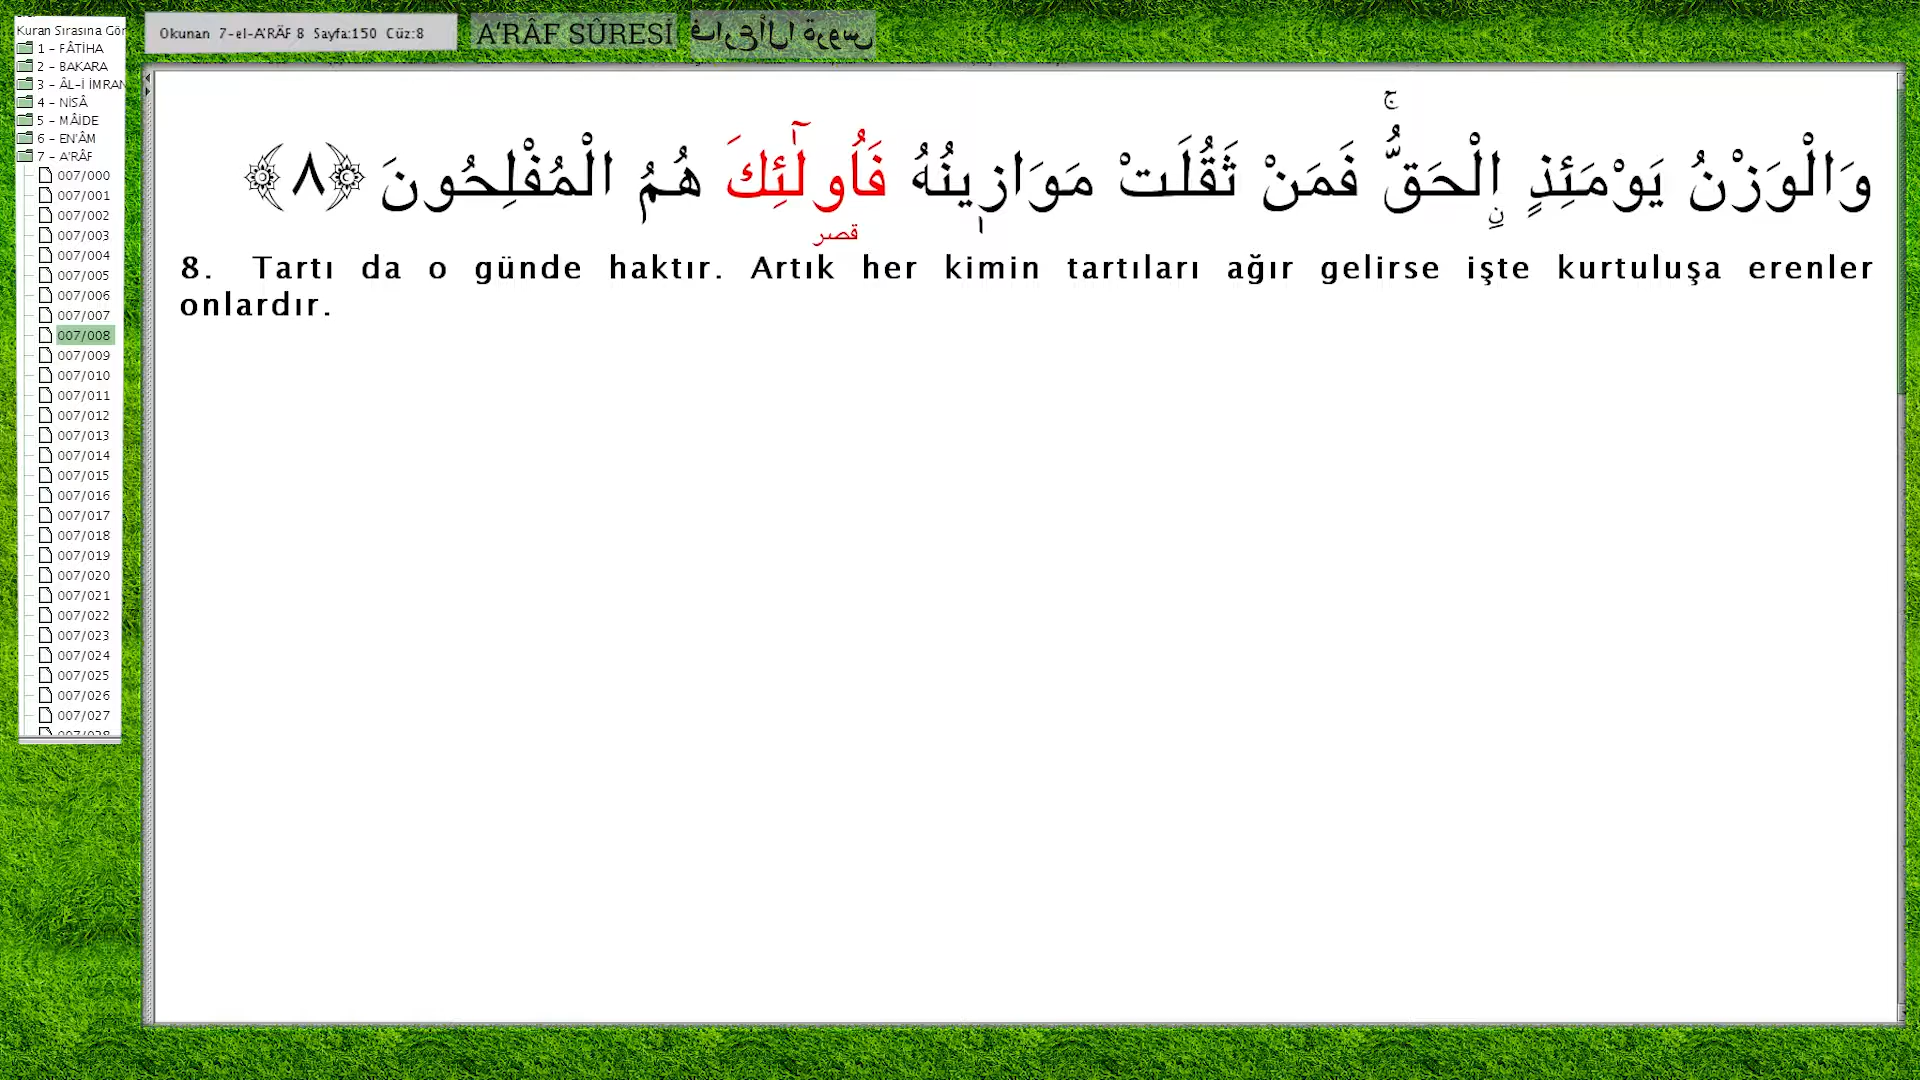 Kuran Sırasına Gör
1 - FÂTİHA
2 - BAKARA
3 - ÂL-İ İMRAN
4 - NİSÂ
5 - MÂİDE
6 - EN'ÂM
7 - A'RÂF
007/000
007/001
007/002
007/003
007/004
007/005
007/006
007/007
007/008
007/009
007/010
007/011
007/012
007/013
007/014
007/015
007/016
007/017
007/018
007/019
007/020
007/021
007/022
007/023
007/024
007/025
007/026
007/027
007/028
Okunan 7-el-A'RÂF 8 Sayfa:150 Cüz:8
A'RÂF SÛRESİ سورة الأعراف
وَالْوَزْنُ يَوْمَئِذٍ ࣙالْحَقُّۚ فَمَنْ ثَقُلَتْ مَوَاز۪ينُهُ فَاُولٰٓئِكَ هُمُ الْمُفْلِحُونَ ﴿٨﴾
قصر
8. Tartı da o günde haktır. Artık her kimin tartıları ağır gelirse işte kurtuluşa erenler
onlardır.